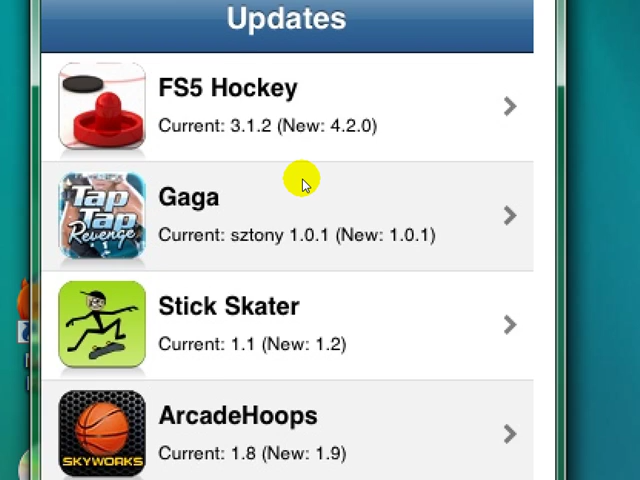 Updates
FS5 Hockey
Current: 3.1.2 (New: 4.2.0)
Tap
Tap
Revenge
Gaga
Current: sztony 1.0.1 (New: 1.0.1)
Stick Skater
Current: 1.1 (New: 1.2)
ArcadeHoops
SKYWORKS
Current: 1.8 (New: 1.9)